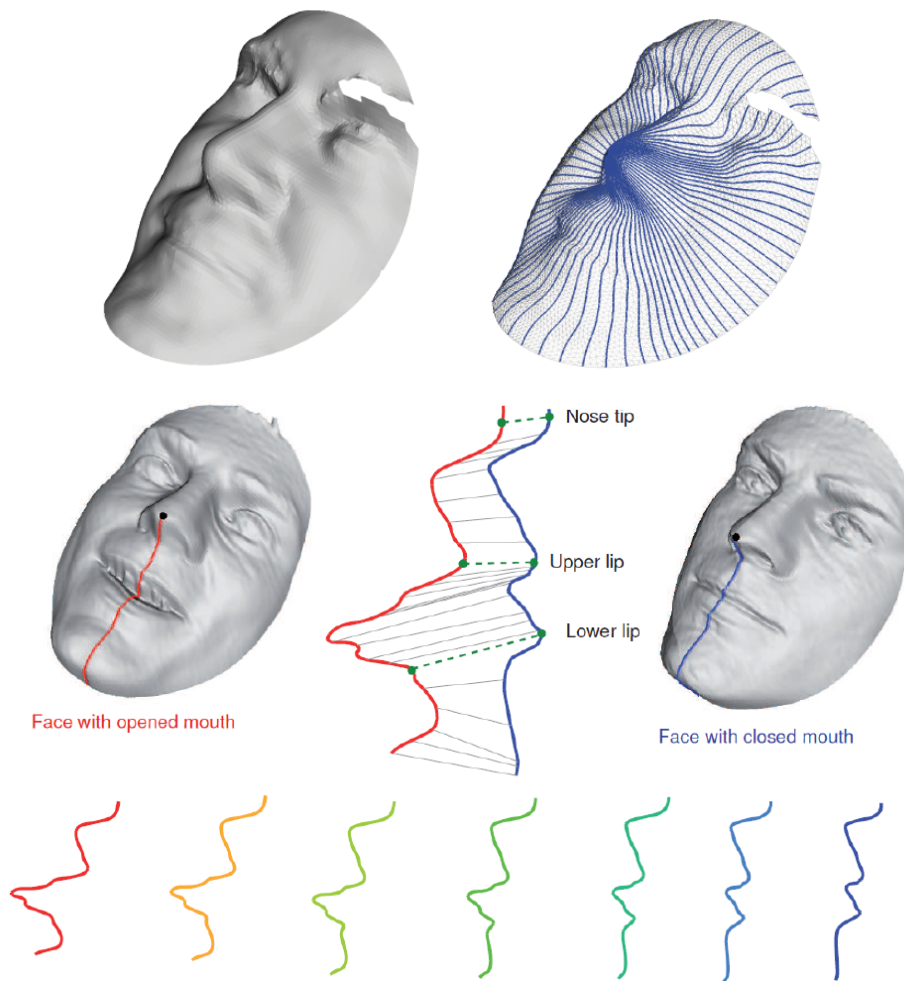 Nose tip
Upper lip
Lower lip
Face with opened mouth
Face with closed mouth